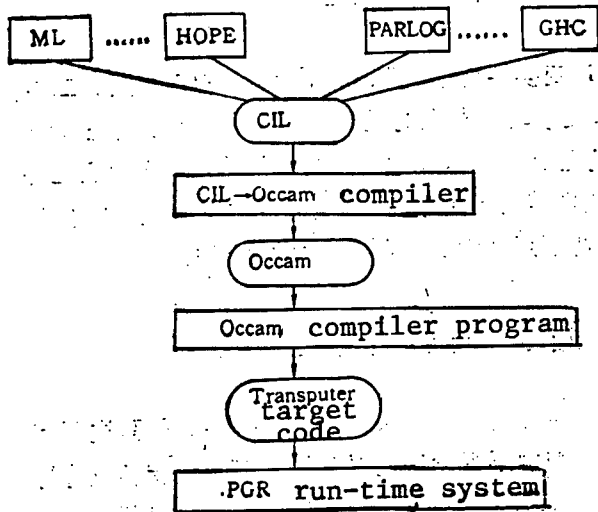 ML ...... HOPE PARLOG ...... GHC
CIL
CIL→Occam compiler
Occam
Occam compiler program
Transputer
target
code
.PGR run-time system